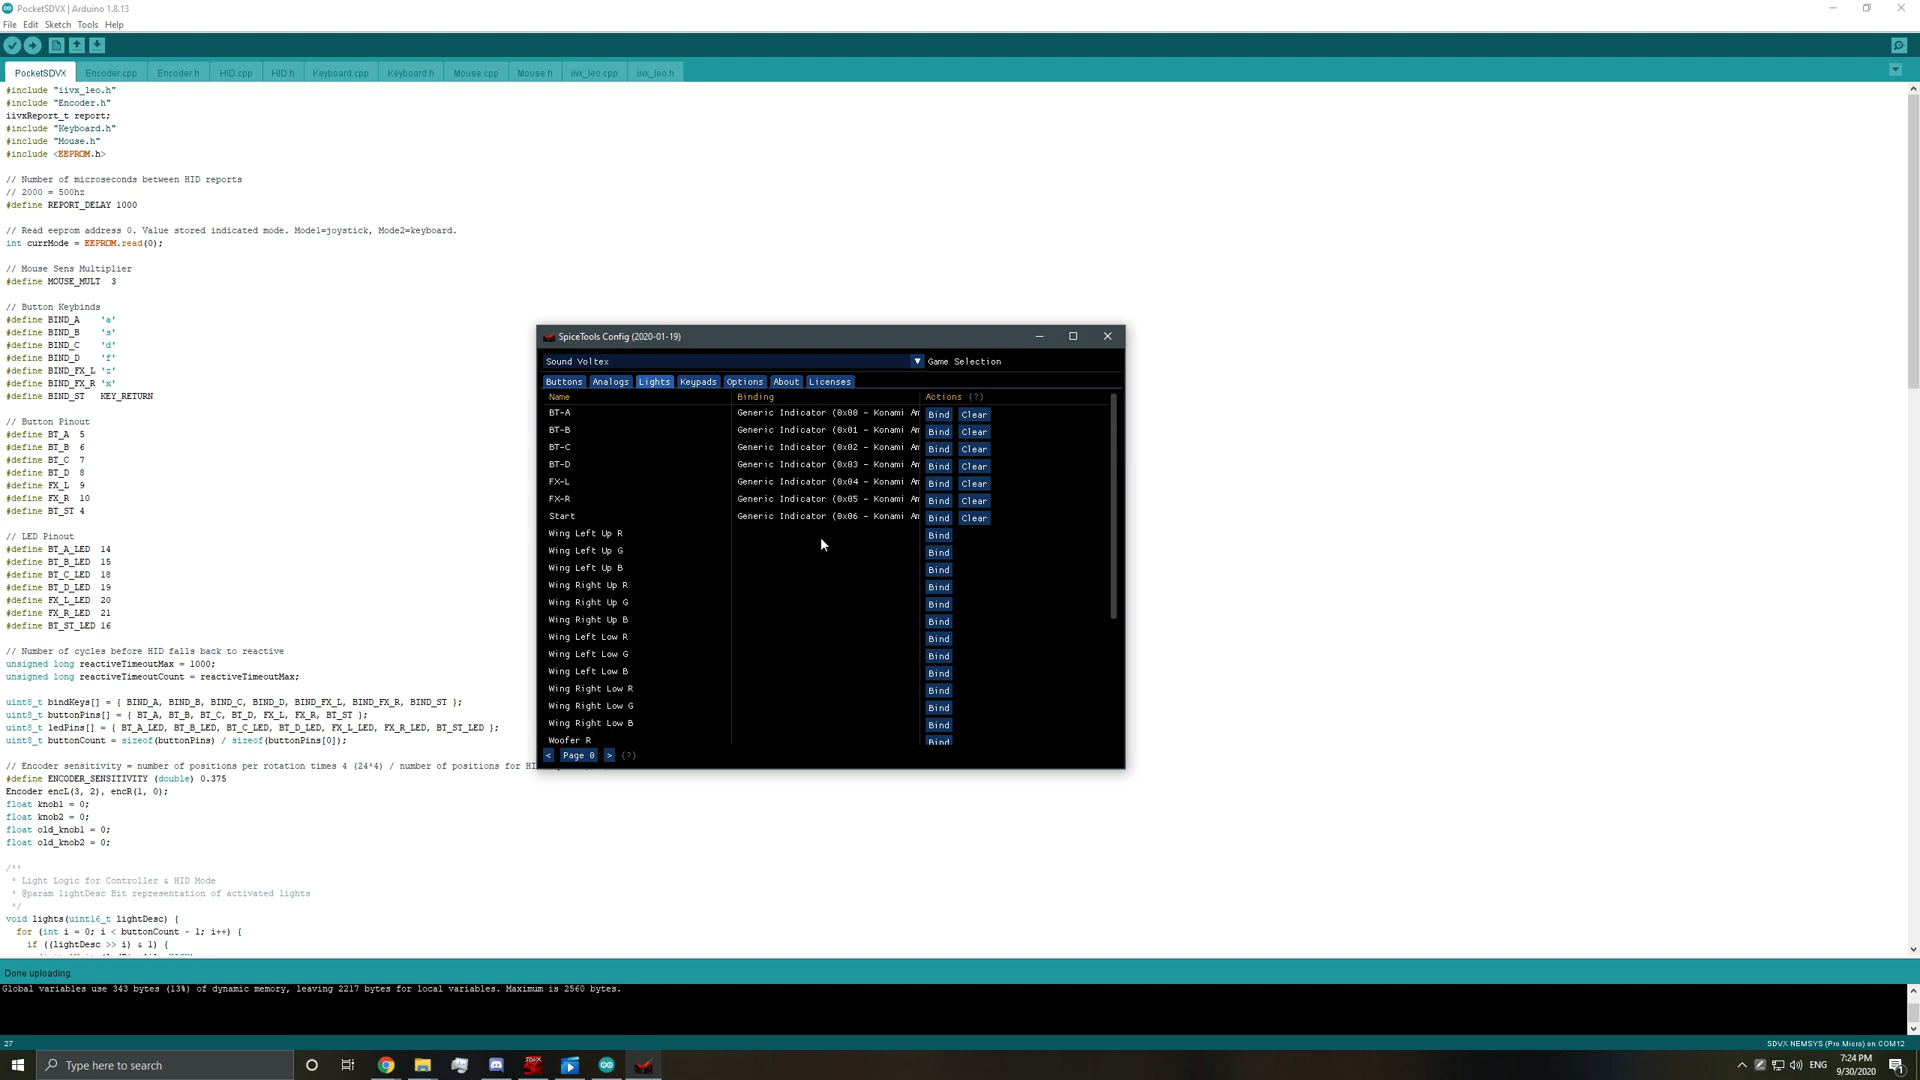 PocketSDVX | Arduino 1.8.13
File Edit Sketch Tools Help
PocketSDVX Encoder.cpp Encoder.h HID.cpp HID.h Keyboard.cpp Keyboard.h Mouse.cpp Mouse.h iivx_leo.cpp iivx_leo.h
#include "iivx_leo.h"
#include "Encoder.h"
iivxReport_t report;
#include "Keyboard.h"
#include "Mouse.h"
#include <EEPROM.h>
// Number of microseconds between HID reports
// 2000 = 500hz
#define REPORT_DELAY 1000
// Read eeprom address 0. Value stored indicated mode. Mode1=joystick, Mode2=keyboard.
int currMode = EEPROM.read(0);
// Mouse Sens Multiplier
#define MOUSE_MULT 3
// Button Keybinds
#define BIND_A 'a'
#define BIND_B 's'
#define BIND_C 'd'
#define BIND_D 'f'
#define BIND_FX_L 'z'
#define BIND_FX_R 'x'
#define BIND_ST KEY_RETURN
// Button Pinout
#define BT_A 5
#define BT_B 6
#define BT_C 7
#define BT_D 8
#define FX_L 9
#define FX_R 10
#define BT_ST 4
// LED Pinout
#define BT_A_LED 14
#define BT_B_LED 15
#define BT_C_LED 18
#define BT_D_LED 19
#define FX_L_LED 20
#define FX_R_LED 21
#define BT_ST_LED 16
// Number of cycles before HID falls back to reactive
unsigned long reactiveTimeoutMax = 1000;
unsigned long reactiveTimeoutCount = reactiveTimeoutMax;
uint8_t bindKeys[] = { BIND_A, BIND_B, BIND_C, BIND_D, BIND_FX_L, BIND_FX_R, BIND_ST };
uint8_t buttonPins[] = { BT_A, BT_B, BT_C, BT_D, FX_L, FX_R, BT_ST };
uint8_t ledPins[] = { BT_A_LED, BT_B_LED, BT_C_LED, BT_D_LED, FX_L_LED, FX_R_LED, BT_ST_LED };
uint8_t buttonCount = sizeof(buttonPins) / sizeof(buttonPins[0]);
// Encoder sensitivity = number of positions per rotation times 4 (24*4) / number of positions for HI
#define ENCODER_SENSITIVITY (double) 0.375
Encoder encL(3, 2), encR(1, 0);
float knob1 = 0;
float knob2 = 0;
float old_knob1 = 0;
float old_knob2 = 0;
/**
* Light Logic for Controller & HID Mode
* @param lightDesc Bit representation of activated lights
*/
void lights(uint16_t lightDesc) {
for (int i = 0; i < buttonCount - 1; i++) {
if ((lightDesc >> i) & 1) {
SpiceTools Config (2020-01-19)
Sound Voltex Game Selection
Buttons Analogs Lights Keypads Options About Licenses
Name Binding Actions (?)
BT-A Generic Indicator (0x00 - Konami Am Bind Clear
BT-B Generic Indicator (0x01 - Konami Am Bind Clear
BT-C Generic Indicator (0x02 - Konami Am Bind Clear
BT-D Generic Indicator (0x03 - Konami Am Bind Clear
FX-L Generic Indicator (0x04 - Konami Am Bind Clear
FX-R Generic Indicator (0x05 - Konami Am Bind Clear
Start Generic Indicator (0x06 - Konami Am Bind Clear
Wing Left Up R Bind
Wing Left Up G Bind
Wing Left Up B Bind
Wing Right Up R Bind
Wing Right Up G Bind
Wing Right Up B Bind
Wing Left Low R Bind
Wing Left Low G Bind
Wing Left Low B Bind
Wing Right Low R Bind
Wing Right Low G Bind
Wing Right Low B Bind
Woofer R Bind
< Page 0 > (?)
Done uploading.
Global variables use 343 bytes (13%) of dynamic memory, leaving 2217 bytes for local variables. Maximum is 2560 bytes.
27 SDVX NEMSYS (Pro Micro) on COM12
Type here to search
ENG
7:24 PM
9/30/2020